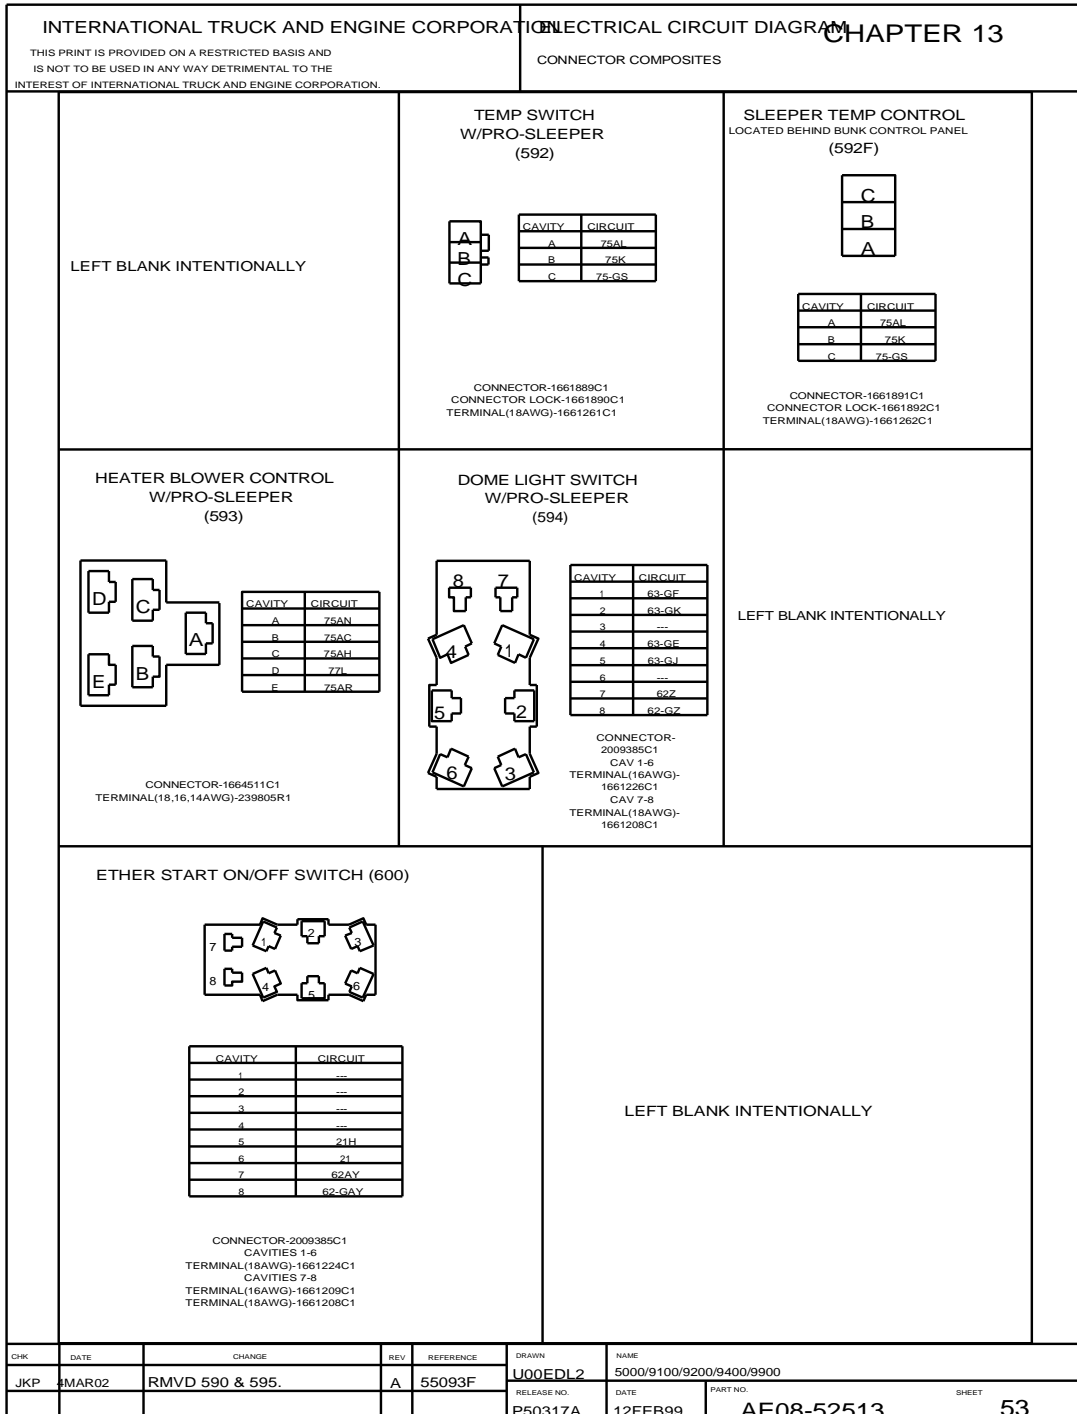 INTERNATIONAL TRUCK AND ENGINE CORPORATION
THIS PRINT IS PROVIDED ON A RESTRICTED BASIS AND
IS NOT TO BE USED IN ANY WAY DETRIMENTAL TO THE
INTEREST OF INTERNATIONAL TRUCK AND ENGINE CORPORATION.
ELECTRICAL CIRCUIT DIAGRAM
CHAPTER 13
CONNECTOR COMPOSITES
LEFT BLANK INTENTIONALLY
TEMP SWITCH
W/PRO-SLEEPER
(592)
A
B
C
CAVITY CIRCUIT
A 75AL
B 75K
C 75-GS
CONNECTOR-1661889C1
CONNECTOR LOCK-1661890C1
TERMINAL(18AWG)-1661261C1
SLEEPER TEMP CONTROL
LOCATED BEHIND BUNK CONTROL PANEL
(592F)
C
B
A
CAVITY CIRCUIT
A 75AL
B 75K
C 75-GS
CONNECTOR-1661891C1
CONNECTOR LOCK-1661892C1
TERMINAL(18AWG)-1661262C1
HEATER BLOWER CONTROL
W/PRO-SLEEPER
(593)
D C
A
E B
CAVITY CIRCUIT
A 75AN
B 75AC
C 75AH
D 77L
E 75AR
CONNECTOR-1664511C1
TERMINAL(18,16,14AWG)-239805R1
DOME LIGHT SWITCH
W/PRO-SLEEPER
(594)
8 7
4 1
5 2
6 3
CAVITY CIRCUIT
1 63-GF
2 63-GK
3 ---
4 63-GE
5 63-GJ
6 ---
7 62Z
8 62-GZ
CONNECTOR-
2009385C1
CAV 1-6
TERMINAL(16AWG)-
1661226C1
CAV 7-8
TERMINAL(18AWG)-
1661208C1
LEFT BLANK INTENTIONALLY
ETHER START ON/OFF SWITCH (600)
7 1 2 3
8 4 5 6
CAVITY CIRCUIT
1 ---
2 ---
3 ---
4 ---
5 21H
6 21
7 62AY
8 62-GAY
CONNECTOR-2009385C1
CAVITIES 1-6
TERMINAL(18AWG)-1661224C1
CAVITIES 7-8
TERMINAL(16AWG)-1661209C1
TERMINAL(18AWG)-1661208C1
LEFT BLANK INTENTIONALLY
CHK DATE CHANGE REV REFERENCE
JKP 4MAR02 RMVD 590 & 595. A 55093F
DRAWN
U00EDL2
NAME
5000/9100/9200/9400/9900
RELEASE NO.
P50317A
DATE
12FEB99
PART NO.
AE08-52513
SHEET
53